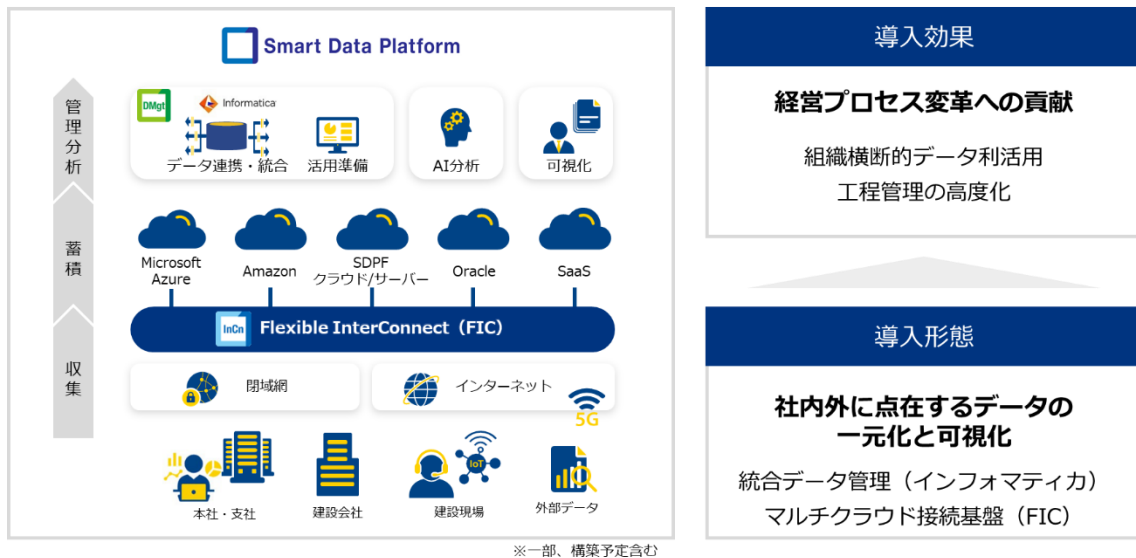 Smart Data Platform
管理分析
蓄積
収集
DMgt
Informatica
データ連携・統合
活用準備
AI分析
可視化
Microsoft
Azure
Amazon
SDPF
クラウド/サーバー
Oracle
SaaS
InCn
Flexible InterConnect（FIC）
閉域網
インターネット
5G
IoT
本社・支社
建設会社
建設現場
外部データ
※一部、構築予定含む
導入効果
経営プロセス変革への貢献
組織横断的データ利活用
工程管理の高度化
導入形態
社内外に点在するデータの
一元化と可視化
統合データ管理（インフォマティカ）
マルチクラウド接続基盤（FIC）